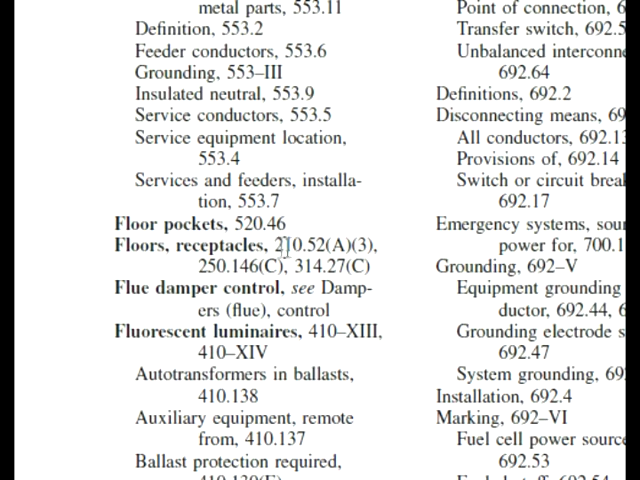 metal parts, 553.11
Definition, 553.2
Feeder conductors, 553.6
Grounding, 553–III
Insulated neutral, 553.9
Service conductors, 553.5
Service equipment location,
553.4
Services and feeders, installa-
tion, 553.7
Floor pockets, 520.46
Floors, receptacles, 210.52(A)(3),
250.146(C), 314.27(C)
Flue damper control, see Damp-
ers (flue), control
Fluorescent luminaires, 410–XIII,
410–XIV
Autotransformers in ballasts,
410.138
Auxiliary equipment, remote
from, 410.137
Ballast protection required,
Point of connection,
Transfer switch,
Unbalanced
692.64
Definitions, 692.2
Disconnecting means,
All conductors,
Provisions of, 692.14
Switch or circuit
692.17
Emergency systems,
power for,
Grounding, 692–V
Equipment grounding
ductor, 692.44,
Grounding electrode
692.47
System grounding,
Installation, 692.4
Marking, 692–VI
Fuel cell power
692.53